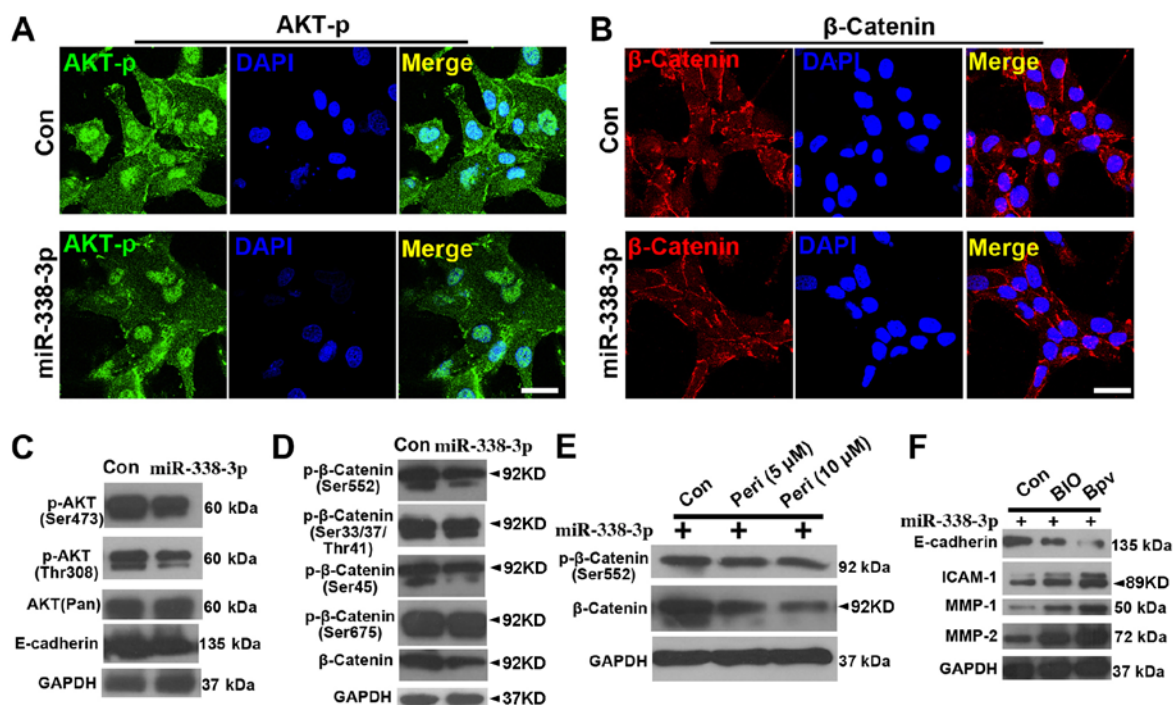 A
AKT-p
AKT-p
DAPI
Merge
Con
AKT-p
DAPI
Merge
miR-338-3p
B
β-Catenin
β-Catenin
DAPI
Merge
Con
β-Catenin
DAPI
Merge
miR-338-3p
C
Con miR-338-3p
p-AKT
(Ser473)
60 kDa
p-AKT
(Thr308)
60 kDa
AKT(Pan)
60 kDa
E-cadherin
135 kDa
GAPDH
37 kDa
D
Con miR-338-3p
p-β-Catenin
(Ser552)
92KD
p-β-Catenin
(Ser33/37/
Thr41)
92KD
p-β-Catenin
(Ser45)
92KD
p-β-Catenin
(Ser675)
92KD
β-Catenin
92KD
GAPDH
37KD
E
Con
Peri (5 μM)
Peri (10 μM)
miR-338-3p + + +
p-β-Catenin
(Ser552)
92 kDa
β-Catenin
92KD
GAPDH
37 kDa
F
Con
BIO
Bpv
miR-338-3p + + +
E-cadherin
135 kDa
ICAM-1
89KD
MMP-1
50 kDa
MMP-2
72 kDa
GAPDH
37 kDa